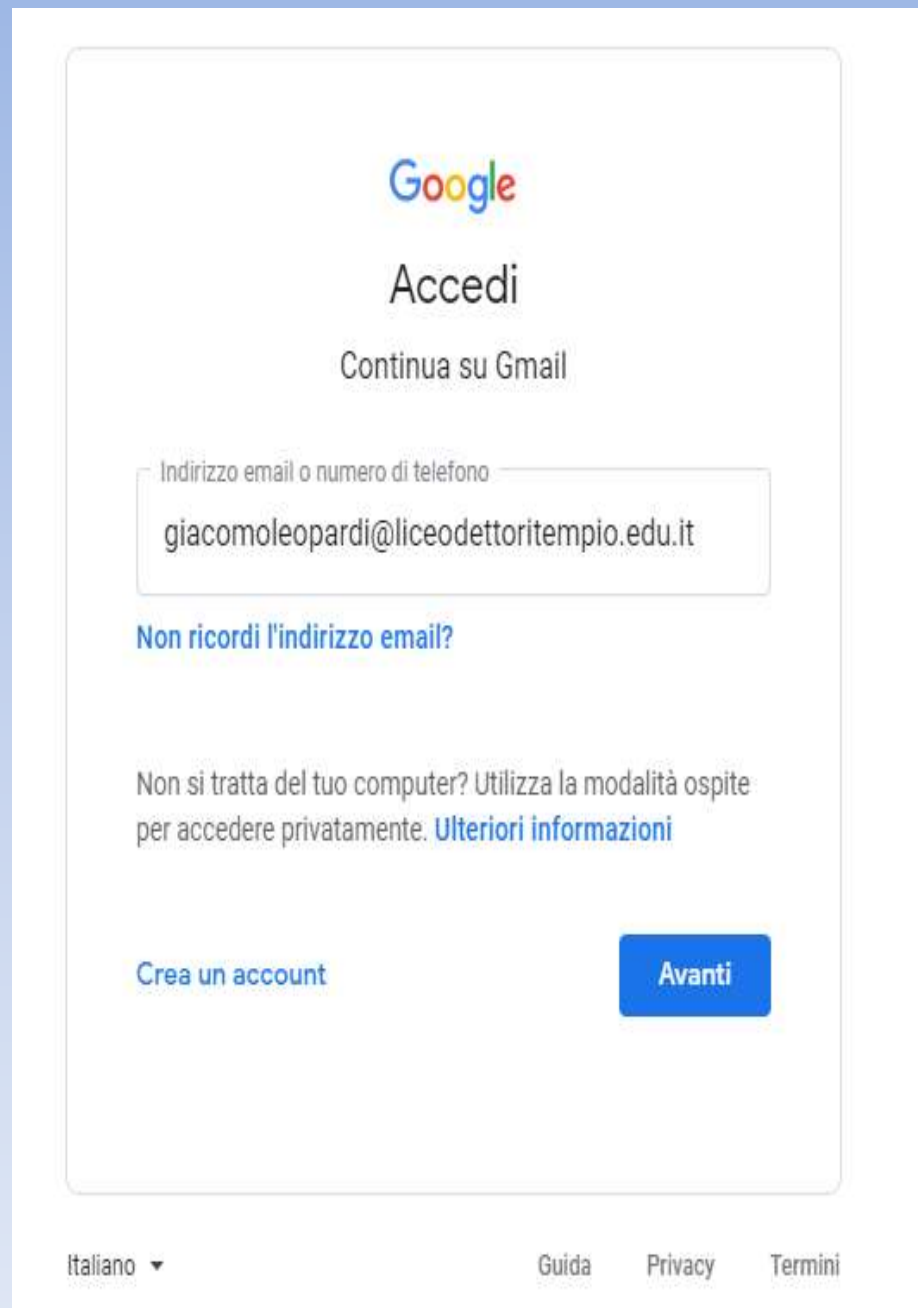 Google
Accedi
Continua su Gmail
Indirizzo email o numero di telefono
giacomoleopardi@liceodettoritempio.edu.it
Non ricordi l'indirizzo email?
Non si tratta del tuo computer? Utilizza la modalità ospite
per accedere privatamente. Ulteriori informazioni
Crea un account
Avanti
Italiano
Guida
Privacy
Termini